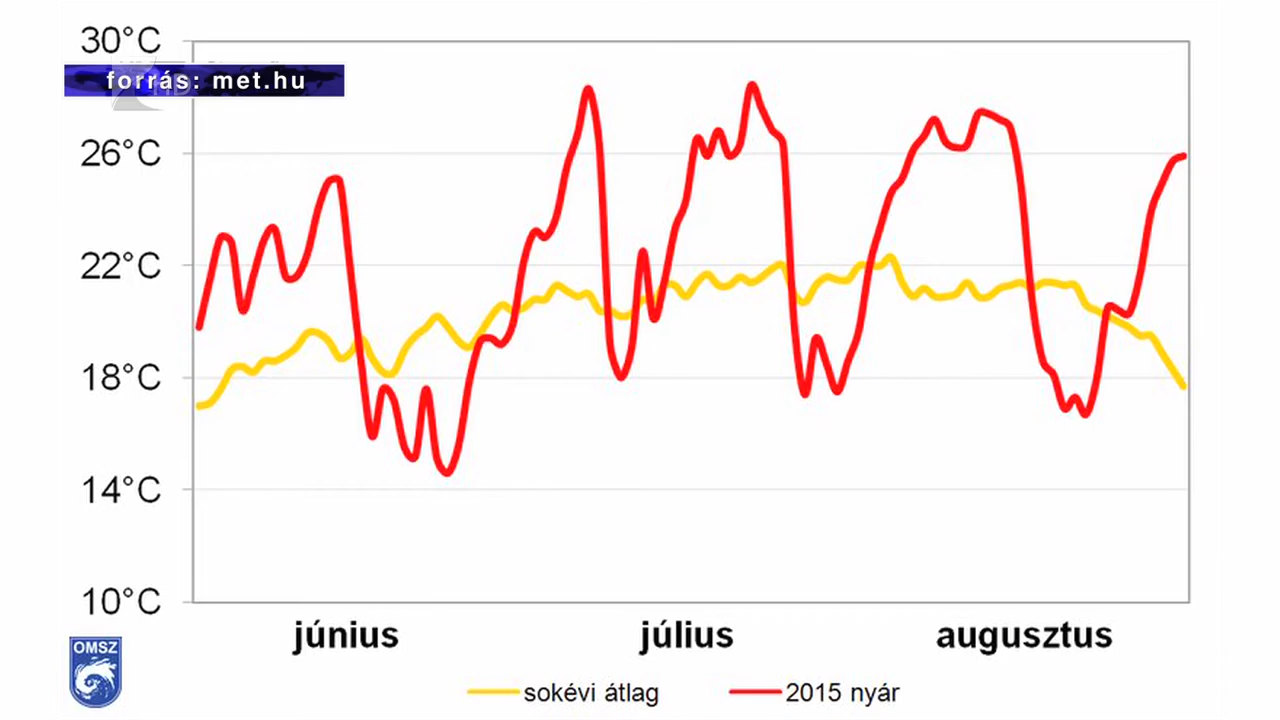 30°C
forrás: met.hu
26°C
22°C
18°C
14°C
10°C
június július augusztus
OMSZ
sokévi átlag 2015 nyár